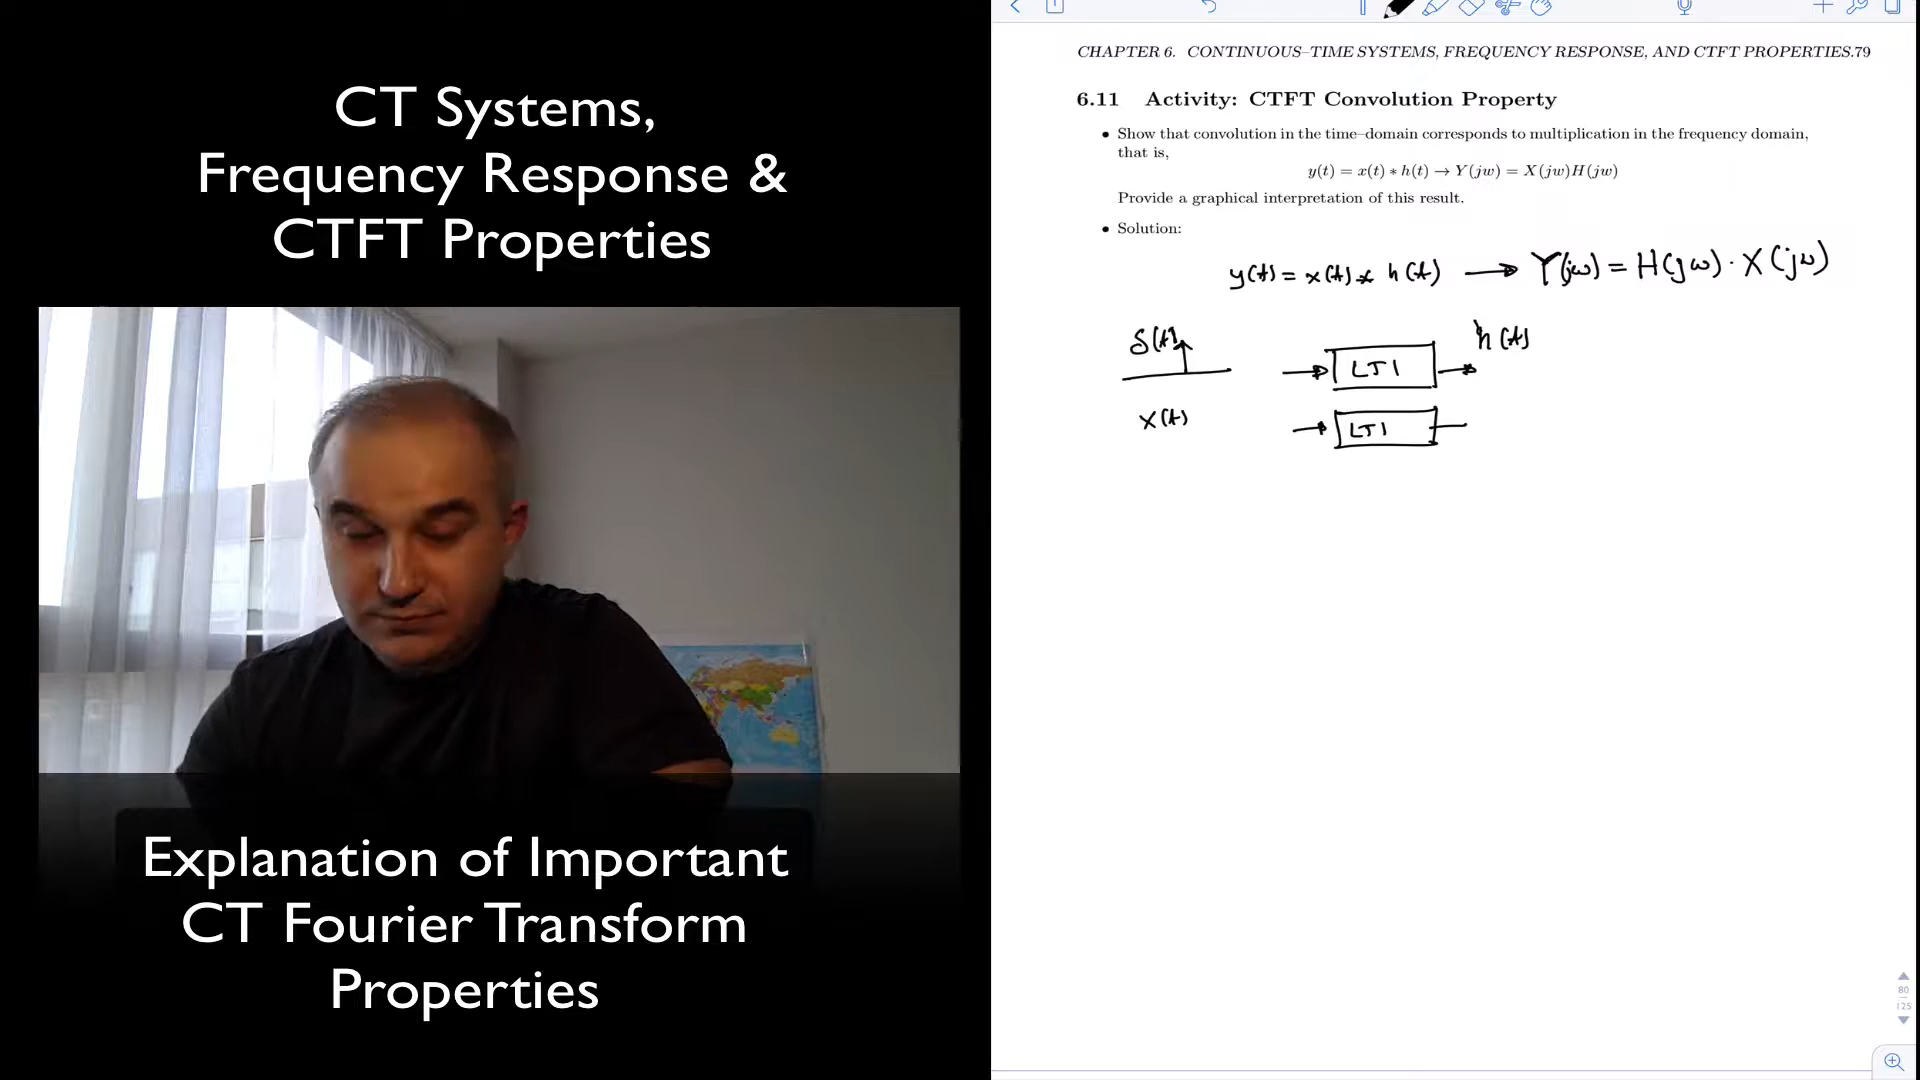 CT Systems,
Frequency Response &
CTFT Properties
Explanation of Important
CT Fourier Transform
Properties
CHAPTER 6. CONTINUOUS–TIME SYSTEMS, FREQUENCY RESPONSE, AND CTFT PROPERTIES.79
6.11 Activity: CTFT Convolution Property
• Show that convolution in the time–domain corresponds to multiplication in the frequency domain,
that is,
y(t) = x(t) ∗ h(t) → Y(jw) = X(jw)H(jw)
Provide a graphical interpretation of this result.
• Solution:
y(t) = x(t) * h(t) → Y(jω) = H(jω) · X(jω)
δ(t) → LTI → h(t)
x(t) → LTI
80
125